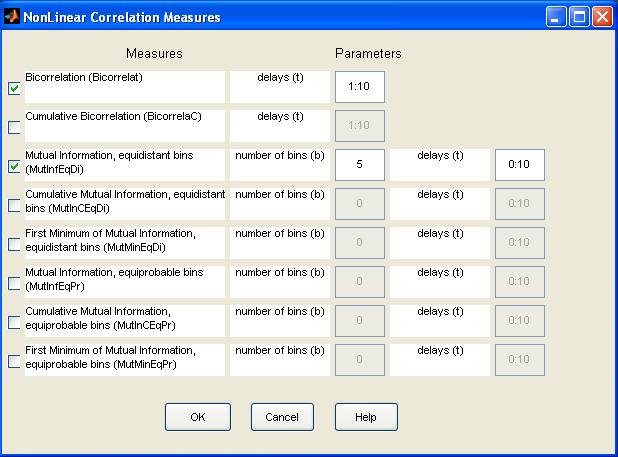 NonLinear Correlation Measures
Measures Parameters
Bicorrelation (Bicorrelat) delays (t) 1:10
Cumulative Bicorrelation (BicorrelaC) delays (t) 1:10
Mutual Information, equidistant bins number of bins (b) 5 delays (t) 0:10
(MutInfEqDi)
Cumulative Mutual Information, equidistant number of bins (b) 0 delays (t) 0:10
bins (MutInCEqDi)
First Minimum of Mutual Information, number of bins (b) 0 delays (t) 0:10
equidistant bins (MutMinEqDi)
Mutual Information, equiprobable bins number of bins (b) 0 delays (t) 0:10
(MutInfEqPr)
Cumulative Mutual Information, number of bins (b) 0 delays (t) 0:10
equiprobable bins (MutInCEqPr)
First Minimum of Mutual Information, number of bins (b) 0 delays (t) 0:10
equiprobable bins (MutMinEqPr)
OK Cancel Help